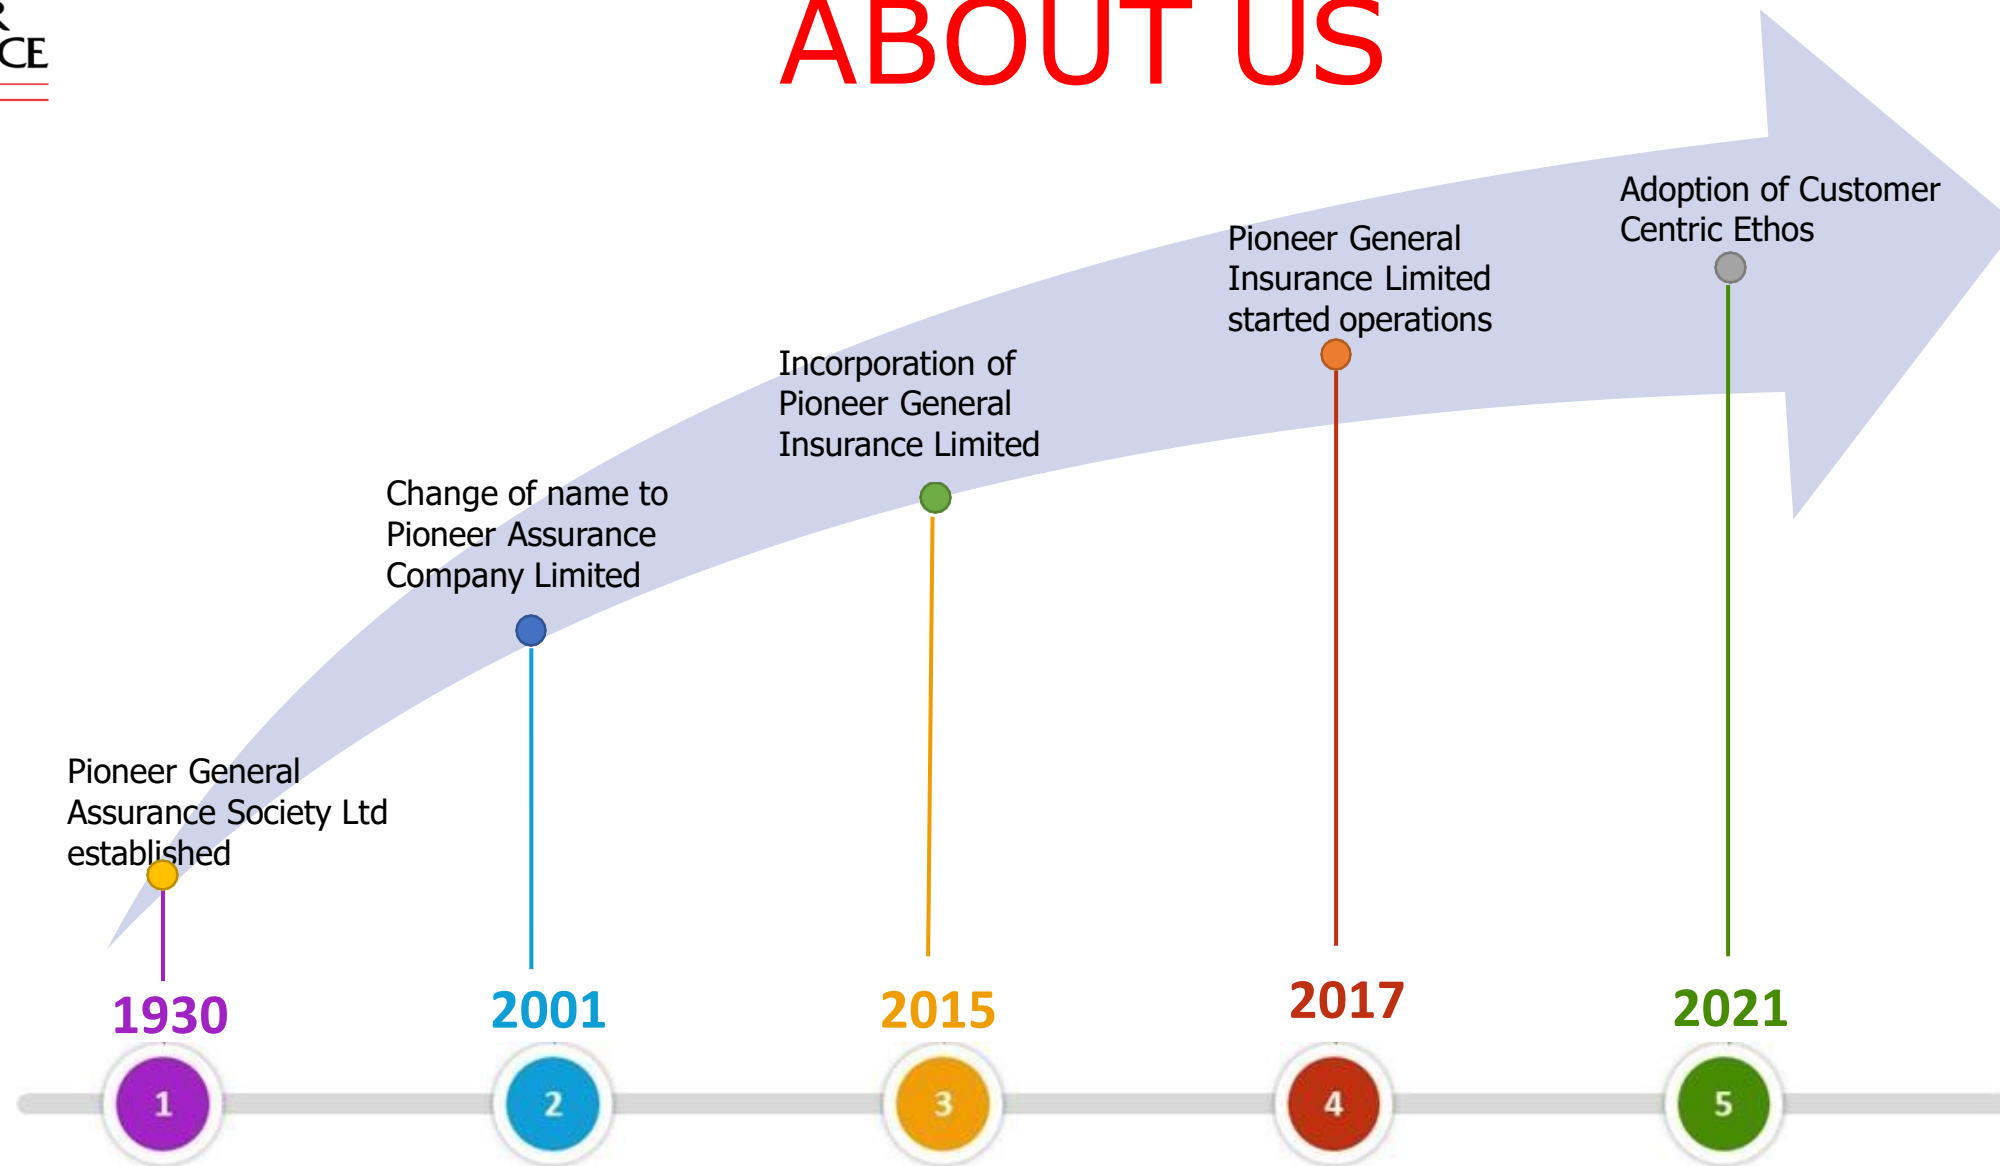 CE
ABOUT US
Adoption of Customer
Centric Ethos
Pioneer General
Insurance Limited
started operations
Incorporation of
Pioneer General
Insurance Limited
Change of name to
Pioneer Assurance
Company Limited
Pioneer General
Assurance Society Ltd
established
1930
2001
2015
2017
2021
1
2
3
4
5